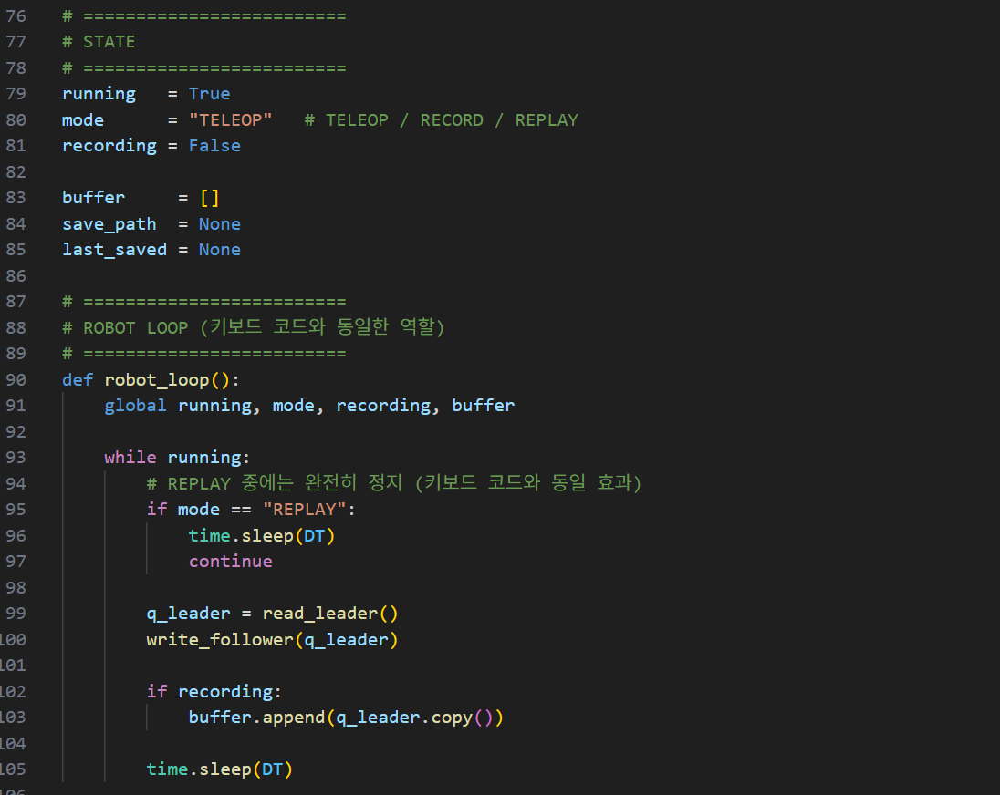 76 # =========================
77 # STATE
78 # =========================
79 running   = True
80 mode      = "TELEOP"   # TELEOP / RECORD / REPLAY
81 recording = False
82
83 buffer     = []
84 save_path  = None
85 last_saved = None
86
87 # =========================
88 # ROBOT LOOP (키보드 코드와 동일한 역할)
89 # =========================
90 def robot_loop():
91     global running, mode, recording, buffer
92
93     while running:
94         # REPLAY 중에는 완전히 정지 (키보드 코드와 동일 효과)
95         if mode == "REPLAY":
96             time.sleep(DT)
97             continue
98
99         q_leader = read_leader()
100         write_follower(q_leader)
101
102         if recording:
103             buffer.append(q_leader.copy())
104
105         time.sleep(DT)
106